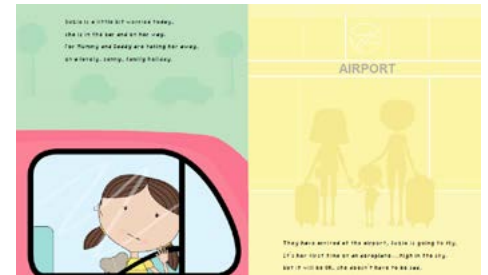 Susie is a little bit worried today,
she is in the car and on her way.
For Mummy and Daddy are taking her away,
on a lovely, sunny, family holiday.
AIRPORT
They have arrived at the airport, Susie is going to fly,
It's her first time on an aeroplane...high in the sky.
But it will be OK, she doesn't have to be sad,